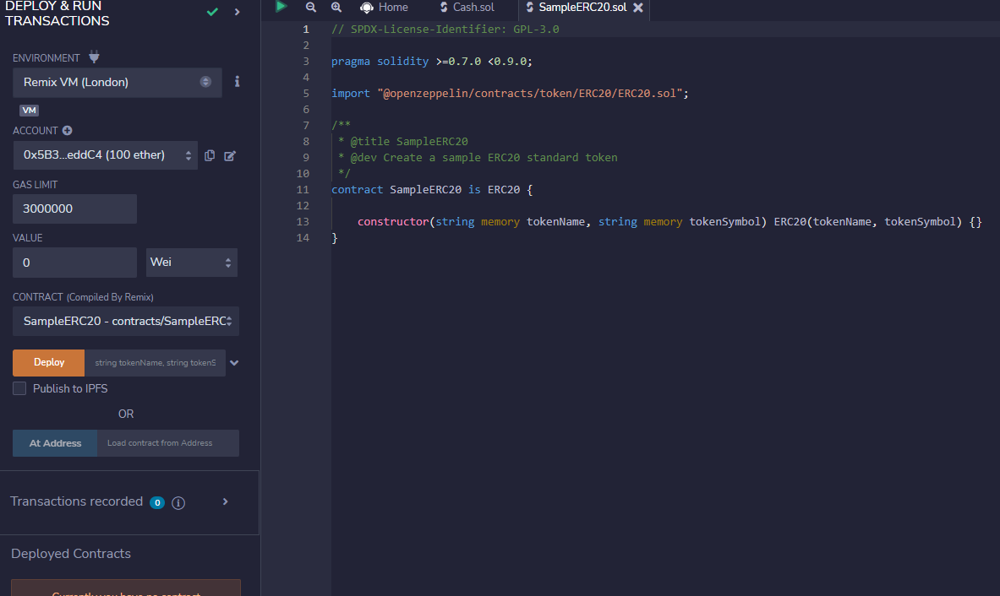 DEPLOY & RUN
TRANSACTIONS
ENVIRONMENT
Remix VM (London)
VM
ACCOUNT
0x5B3...eddC4 (100 ether)
GAS LIMIT
3000000
VALUE
0
Wei
CONTRACT (Compiled By Remix)
SampleERC20 - contracts/SampleERC
Deploy
string tokenName, string tokenS
Publish to IPFS
OR
At Address
Load contract from Address
Transactions recorded 0
Deployed Contracts
Currently you have no contract
Home
Cash.sol
SampleERC20.sol
1 // SPDX-License-Identifier: GPL-3.0
2
3 pragma solidity >=0.7.0 <0.9.0;
4
5 import "@openzeppelin/contracts/token/ERC20/ERC20.sol";
6
7 /**
8 * @title SampleERC20
9 * @dev Create a sample ERC20 standard token
10 */
11 contract SampleERC20 is ERC20 {
12
13 constructor(string memory tokenName, string memory tokenSymbol) ERC20(tokenName, tokenSymbol) {}
14 }